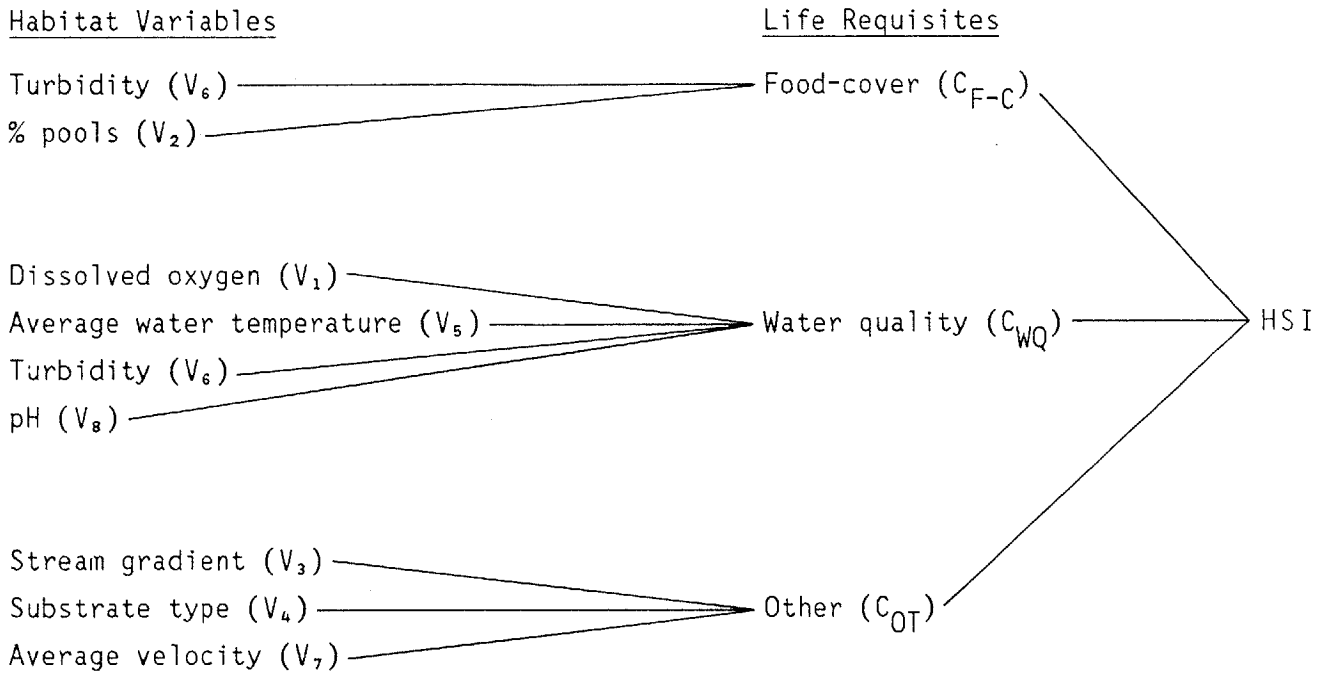 Habitat Variables
Life Requisites
Turbidity (V₆)
Food-cover (C_F-C)
% pools (V₂)
Dissolved oxygen (V₁)
Average water temperature (V₅)
Water quality (C_WQ)
HSI
Turbidity (V₆)
pH (V₈)
Stream gradient (V₃)
Substrate type (V₄)
Other (C_OT)
Average velocity (V₇)